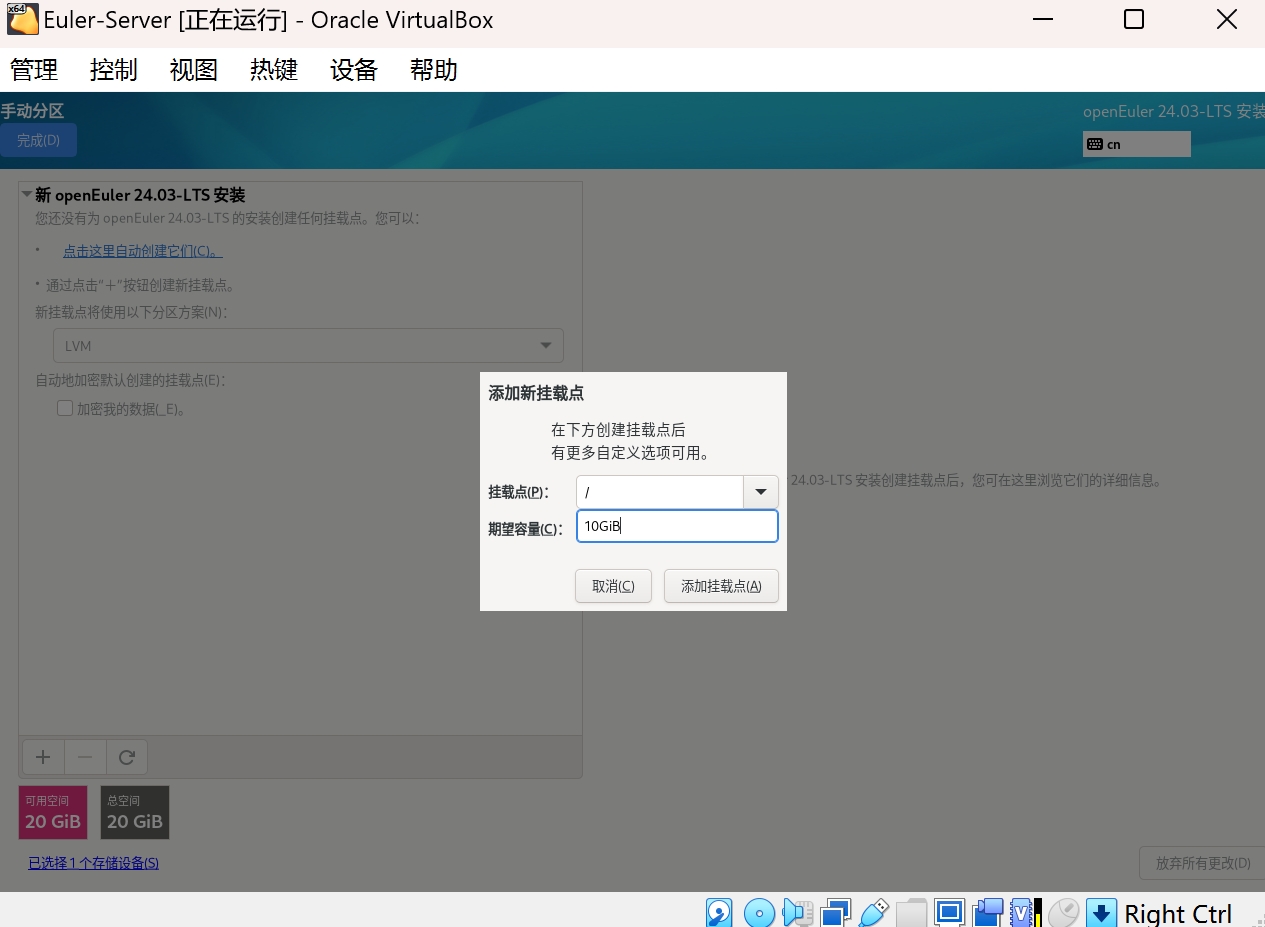 x64
Euler-Server [正在运行] - Oracle VirtualBox
管理 控制 视图 热键 设备 帮助
手动分区
完成(D)
openEuler 24.03-LTS 安装
cn
新 openEuler 24.03-LTS 安装
您还没有为 openEuler 24.03-LTS 的安装创建任何挂载点。您可以：
• 点击这里自动创建它们(C)。
• 通过点击“＋”按钮创建新挂载点。
新挂载点将使用以下分区方案(N)：
LVM
自动地加密默认创建的挂载点(E)：
加密我的数据(_E)。
添加新挂载点
在下方创建挂载点后
有更多自定义选项可用。
挂载点(P)： /
期望容量(C)： 10GiB
取消(C) 添加挂载点(A)
24.03-LTS 安装创建挂载点后，您可在这里浏览它们的详细信息。
可用空间
20 GiB
总空间
20 GiB
已选择 1 个存储设备(S)
放弃所有更改(D)
V
Right Ctrl